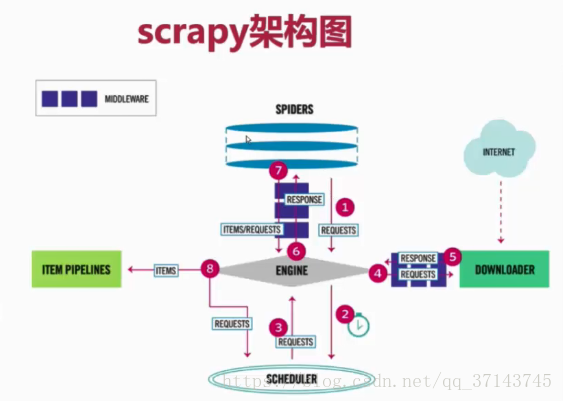 scrapy架构图
MIDDLEWARE
SPIDERS
INTERNET
7
RESPONSE
1
ITEMS/REQUESTS
REQUESTS
6
RESPONSE
5
ITEM PIPELINES
ITEMS
8
ENGINE
4
REQUESTS
DOWNLOADER
2
REQUESTS
3
REQUESTS
SCHEDULER
https://blog.csdn.net/qq_37143745